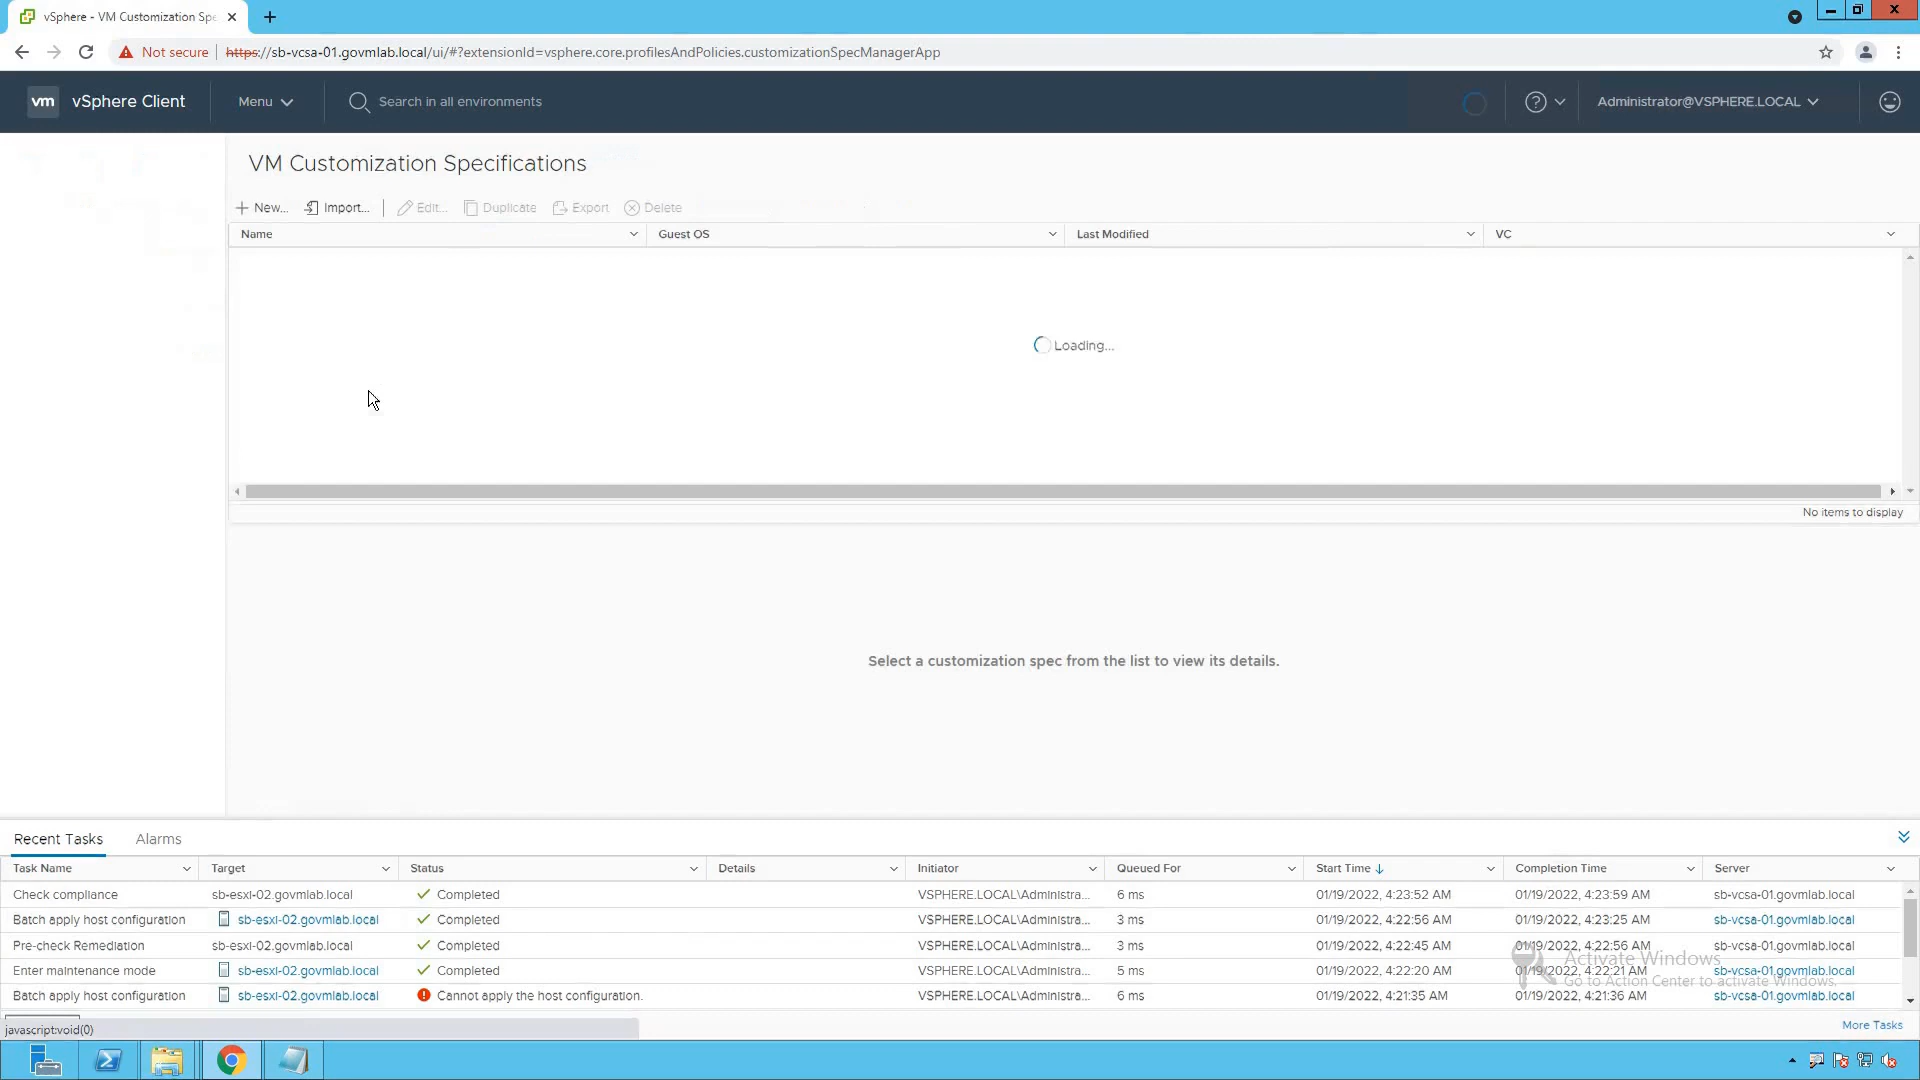 vSphere - VM Customization Spe
Not secure https://sb-vcsa-01.govmlab.local/ui/#?extensionId=vsphere.core.profilesAndPolicies.customizationSpecManagerApp
vm vSphere Client Menu Search in all environments Administrator@VSPHERE.LOCAL
VM Customization Specifications
New... Import... Edit... Duplicate Export Delete
Name Guest OS Last Modified VC
Loading...
No items to display
Select a customization spec from the list to view its details.
Recent Tasks Alarms
Task Name Target Status Details Initiator Queued For Start Time Completion Time Server
Check compliance sb-esxi-02.govmlab.local Completed VSPHERE.LOCAL\Administra... 6 ms 01/19/2022, 4:23:52 AM 01/19/2022, 4:23:59 AM sb-vcsa-01.govmlab.local
Batch apply host configuration sb-esxi-02.govmlab.local Completed VSPHERE.LOCAL\Administra... 3 ms 01/19/2022, 4:22:56 AM 01/19/2022, 4:23:25 AM sb-vcsa-01.govmlab.local
Pre-check Remediation sb-esxi-02.govmlab.local Completed VSPHERE.LOCAL\Administra... 3 ms 01/19/2022, 4:22:45 AM 01/19/2022, 4:22:56 AM sb-vcsa-01.govmlab.local
Enter maintenance mode sb-esxi-02.govmlab.local Completed VSPHERE.LOCAL\Administra... 5 ms 01/19/2022, 4:22:20 AM 01/19/2022, 4:22:21 AM sb-vcsa-01.govmlab.local
Batch apply host configuration sb-esxi-02.govmlab.local Cannot apply the host configuration. VSPHERE.LOCAL\Administra... 6 ms 01/19/2022, 4:21:35 AM 01/19/2022, 4:21:36 AM sb-vcsa-01.govmlab.local
Activate Windows
Go to Action Center to activate Windows.
More Tasks
javascript:void(0)